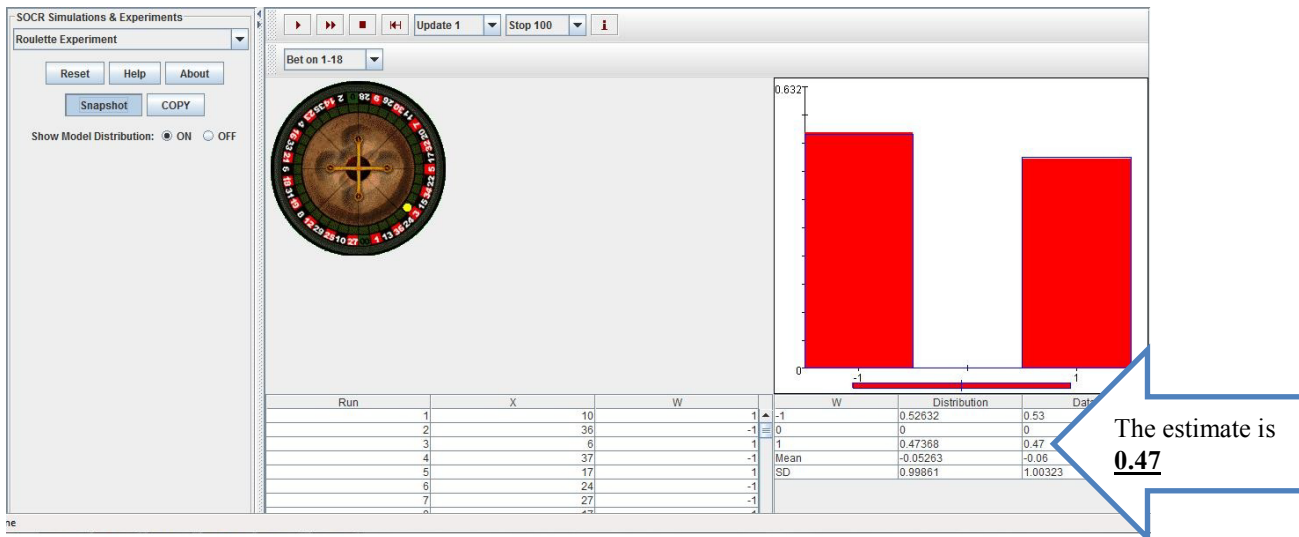 SOCR Simulations & Experiments
Roulette Experiment
Reset Help About
Snapshot COPY
Show Model Distribution: ON OFF
Update 1 Stop 100 i
Bet on 1-18
0.632
0
-1 1
Run X W
1 10 1
2 36 -1
3 6 1
4 37 -1
5 17 1
6 24 -1
7 27 -1
W Distribution Data
-1 0.52632 0.53
0 0 0
1 0.47368 0.47
Mean -0.05263 -0.06
SD 0.99861 1.00323
The estimate is
0.47
ne